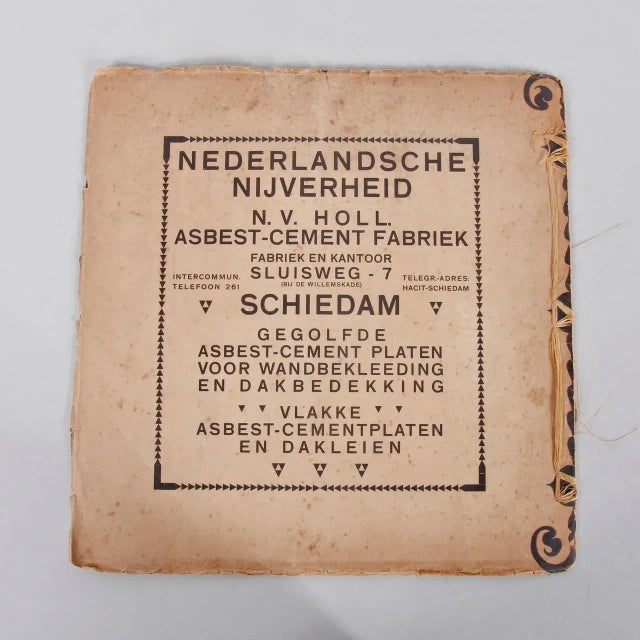 NEDERLANDSCHE
NIJVERHEID
N. V. HOLL.
ASBEST-CEMENT FABRIEK
FABRIEK EN KANTOOR
INTERCOMMUN.
TELEFOON 261
SLUISWEG - 7
(BIJ DE WILLEMSKADE)
TELEGR.-ADRES:
HACIT-SCHIEDAM
SCHIEDAM
GEGOLFDE
ASBEST-CEMENT PLATEN
VOOR WANDBEKLEEDING
EN DAKBEDEKKING
VLAKKE
ASBEST-CEMENTPLATEN
EN DAKLEIEN